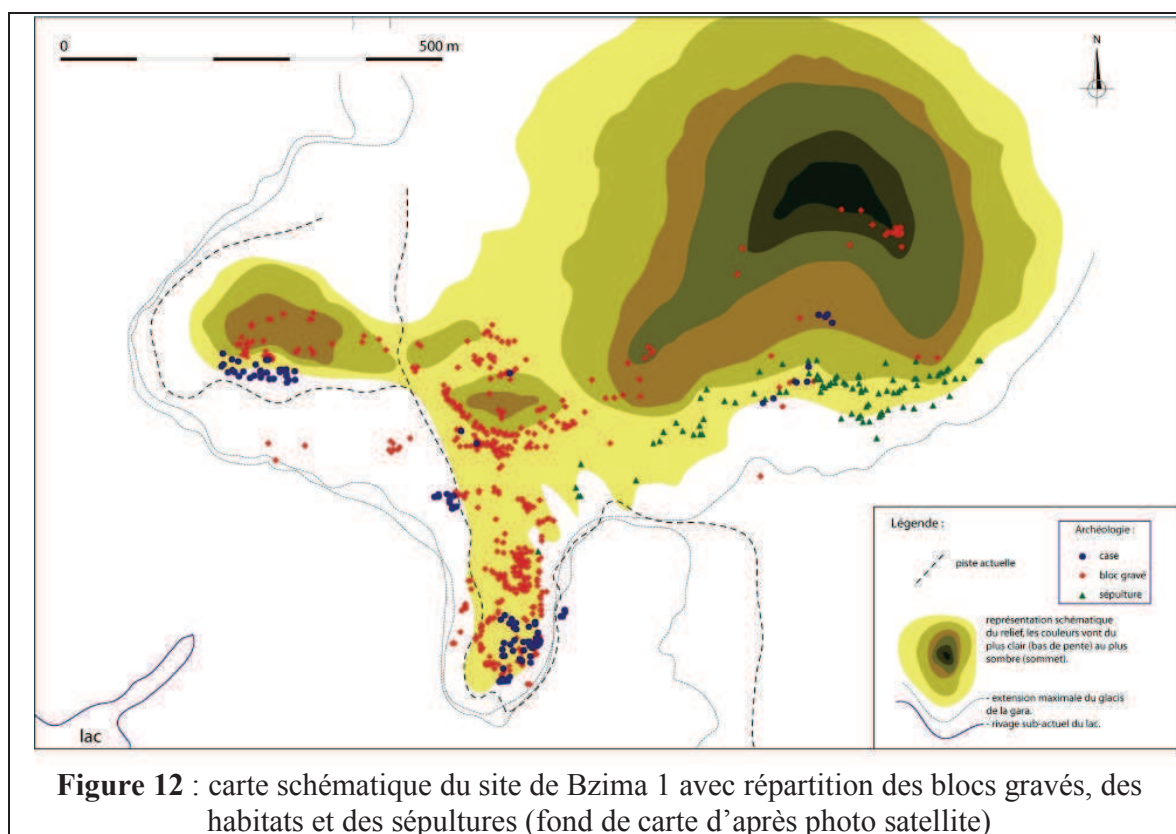 0 500 m
N
lac
Légende :
piste actuelle
Archéologie :
case
bloc gravé
sépulture
représentation schématique
du relief, les couleurs vont du
plus clair (bas de pente) au plus
sombre (sommet).
- extension maximale du glacis
de la gara.
- rivage sub-actuel du lac.
Figure 12 : carte schématique du site de Bzima 1 avec répartition des blocs gravés, des
habitats et des sépultures (fond de carte d’après photo satellite)